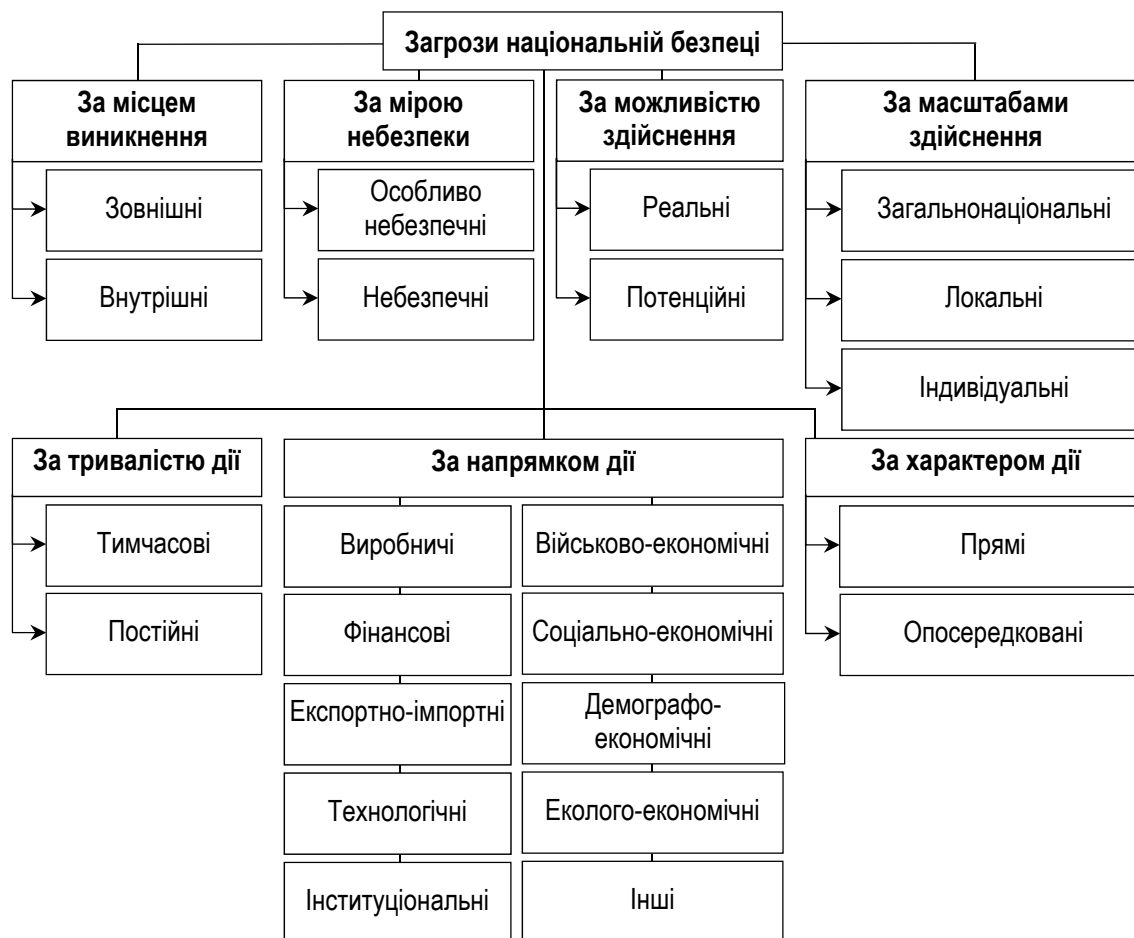 Загрози національній безпеці
За місцем
виникнення
Зовнішні
Внутрішні
За мірою
небезпеки
Особливо
небезпечні
Небезпечні
За можливістю
здійснення
Реальні
Потенційні
За масштабами
здійснення
Загальнонаціональні
Локальні
Індивідуальні
За тривалістю дії
Тимчасові
Постійні
За напрямком дії
Виробничі
Фінансові
Експортно-імпортні
Технологічні
Інституціональні
Військово-економічні
Соціально-економічні
Демографо-
економічні
Еколого-економічні
Інші
За характером дії
Прямі
Опосередковані